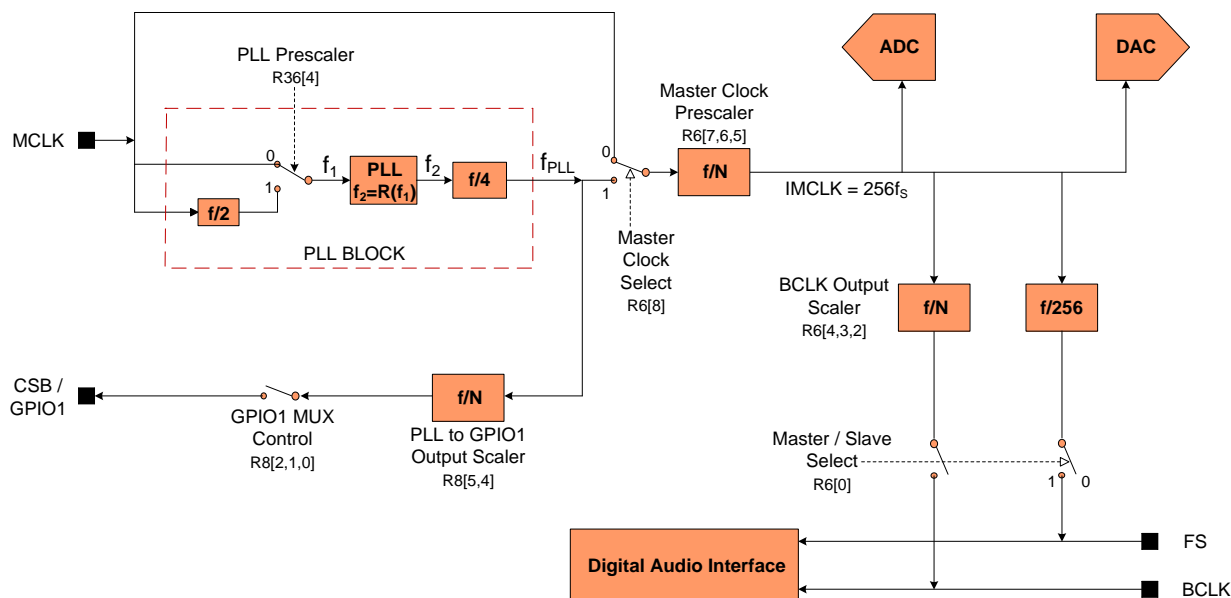 ADC
DAC
PLL Prescaler
R36[4]
Master Clock
Prescaler
R6[7,6,5]
MCLK
0
1
f/2
f1
PLL
f2=R(f1)
f2
f/4
fPLL
PLL BLOCK
0
1
f/N
IMCLK = 256fS
Master
Clock
Select
R6[8]
BCLK Output
Scaler
R6[4,3,2]
f/N
f/256
CSB /
GPIO1
GPIO1 MUX
Control
R8[2,1,0]
f/N
PLL to GPIO1
Output Scaler
R8[5,4]
Master / Slave
Select
R6[0]
1
0
Digital Audio Interface
FS
BCLK